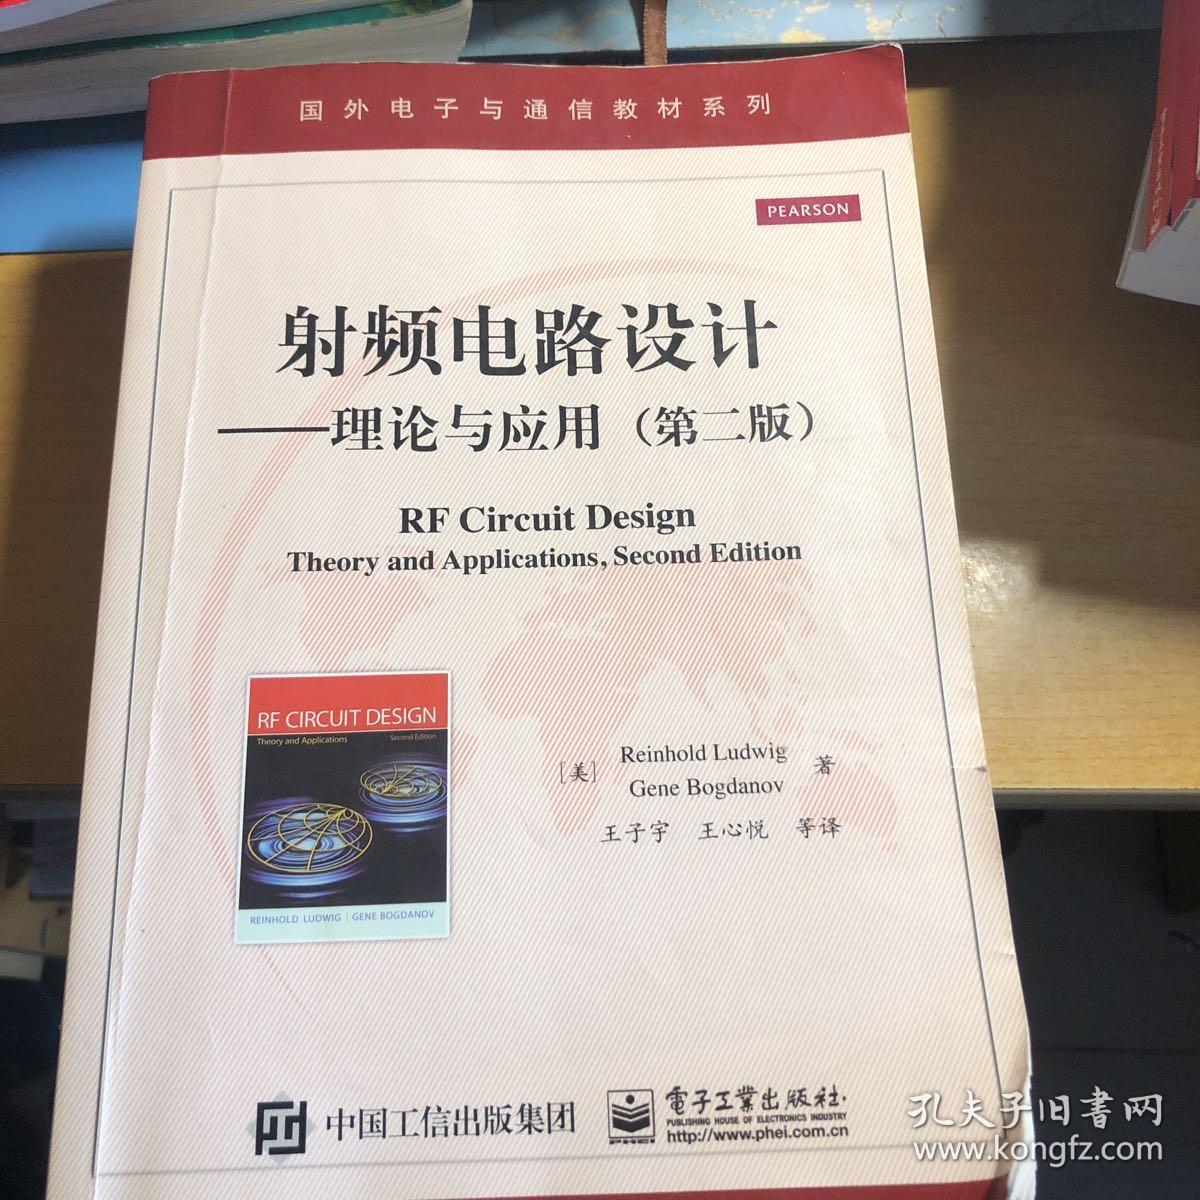 国外电子与通信教材系列
PEARSON
射频电路设计
——理论与应用（第二版）
RF Circuit Design
Theory and Applications, Second Edition
RF CIRCUIT DESIGN
Theory and Applications Second Edition
REINHOLD LUDWIG | GENE BOGDANOV
[美] Reinhold Ludwig
Gene Bogdanov 著
王子宇 王心悦 等译
中国工信出版集团
PHEI
電子工業出版社·
PUBLISHING HOUSE OF ELECTRONICS INDUSTRY
http://www.phei.com.cn
孔夫子旧書网
www.kongfz.com